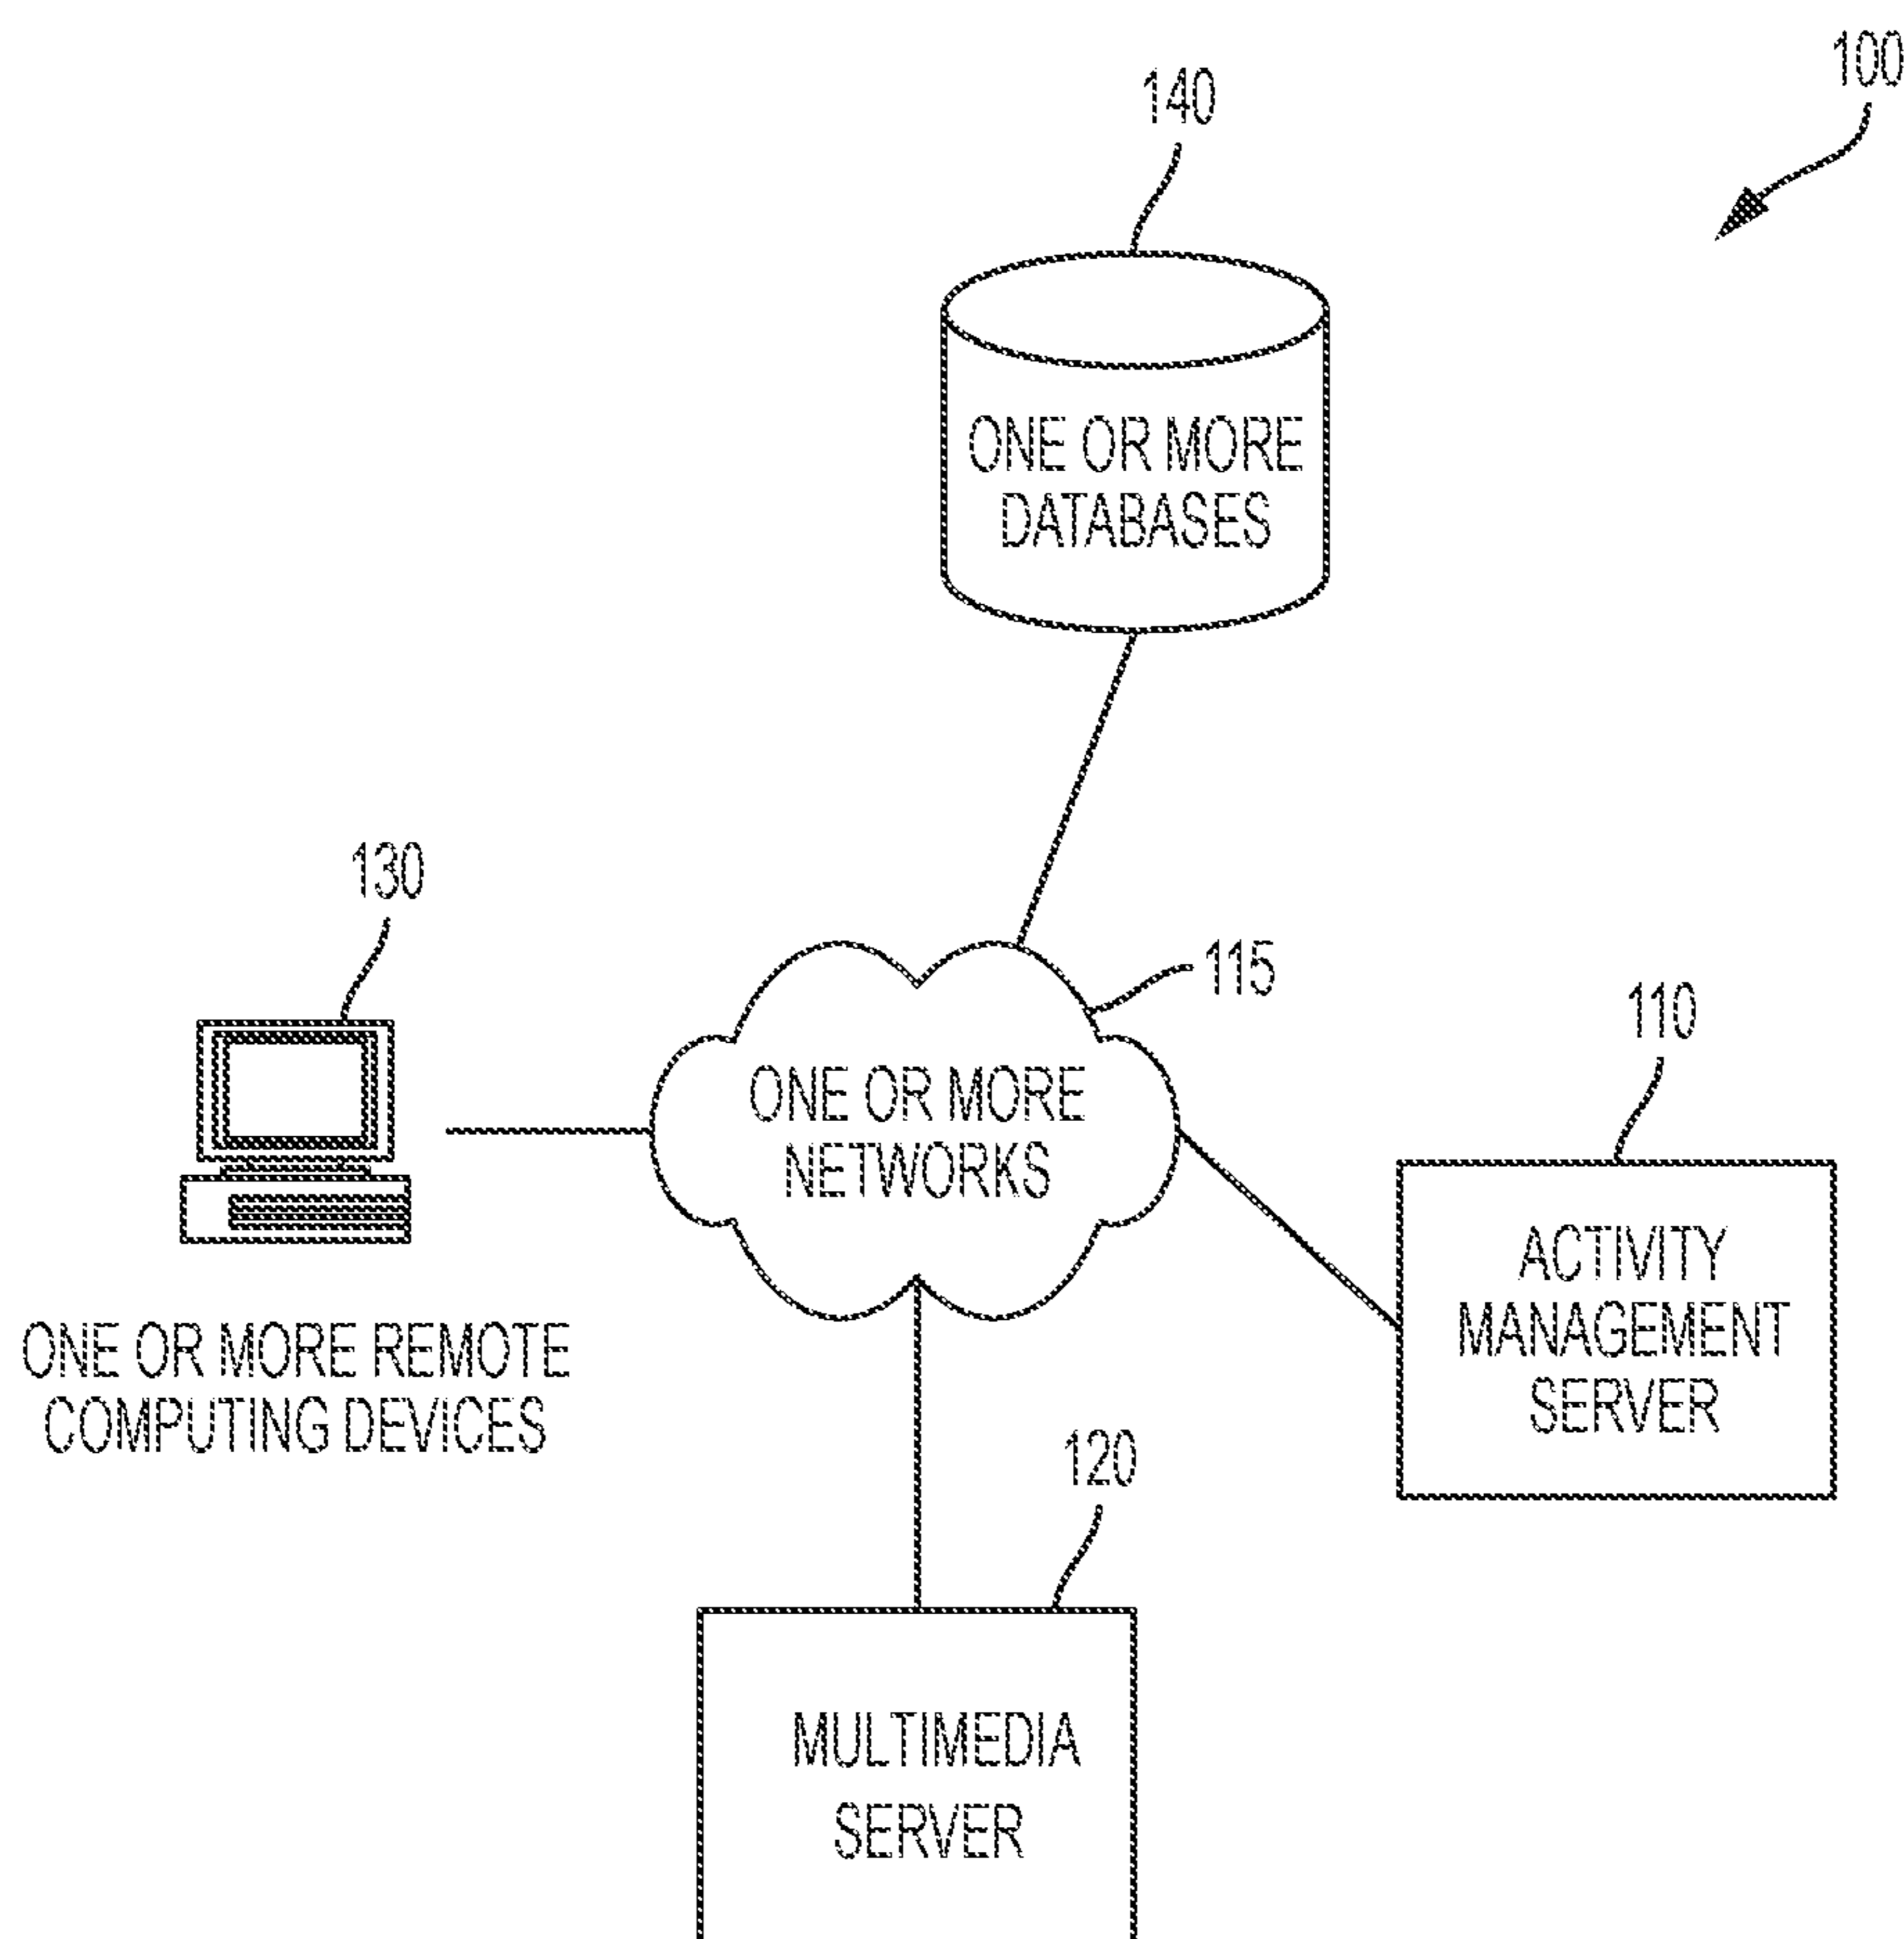 100
140
ONE OR MORE
DATABASES
130
115
ONE OR MORE
NETWORKS
110
ACTIVITY
MANAGEMENT
SERVER
ONE OR MORE REMOTE
COMPUTING DEVICES
120
MULTIMEDIA
SERVER